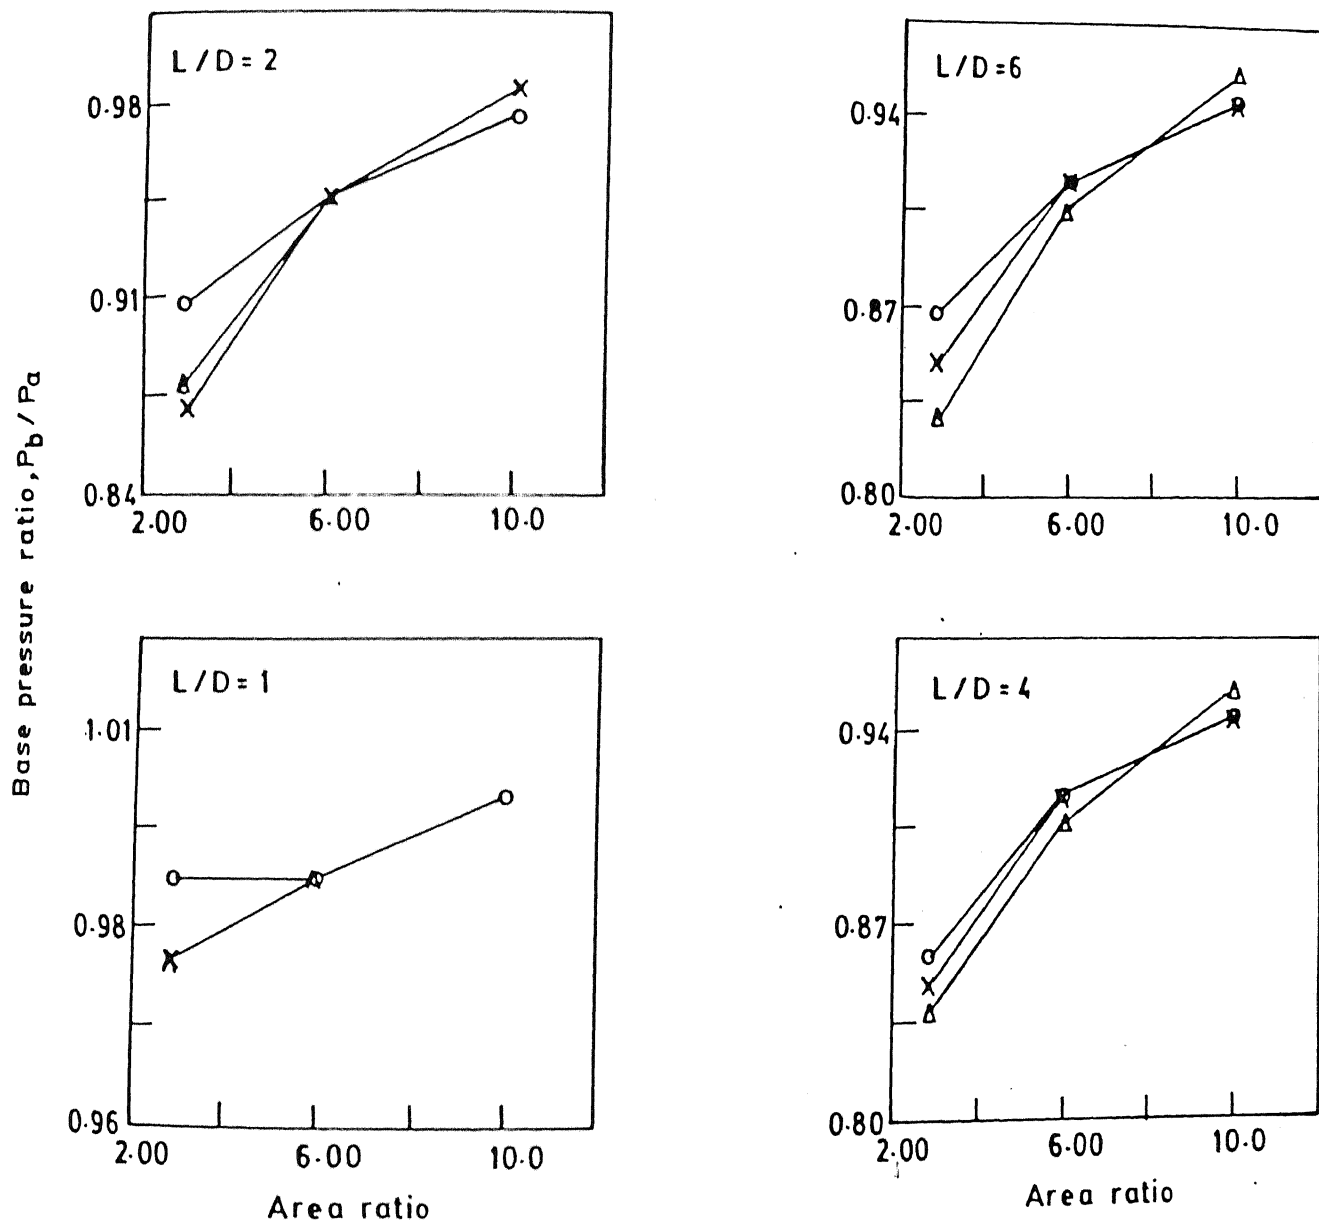 L/D = 2
0.98
0.91
0.84
2.00 6.00 10.0
L/D = 6
0.94
0.87
0.80
2.00 6.00 10.0
Base pressure ratio, Pb/Pa
L/D = 1
1.01
0.98
0.96
2.00 6.00 10.0
Area ratio
L/D = 4
0.94
0.87
0.80
2.00 6.00 10.0
Area ratio